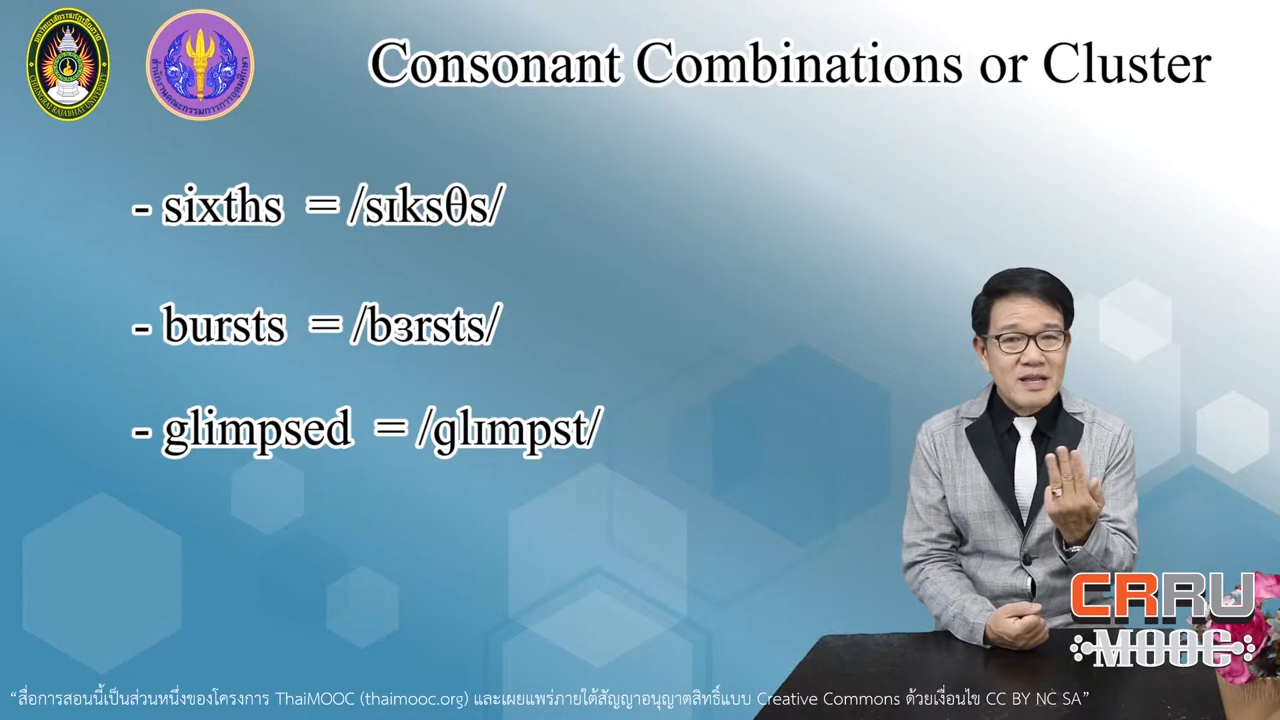 Consonant Combinations or Cluster
- sixths = /sɪksθs/
- bursts = /bɜrsts/
- glimpsed = /ɡlɪmpst/
CRRU
MOOC
“สื่อการสอนนี้เป็นส่วนหนึ่งของโครงการ ThaiMOOC (thaimooc.org) และเผยแพร่ภายใต้สัญญาอนุญาตสิทธิ์แบบ Creative Commons ด้วยเงื่อนไข CC BY NC SA”